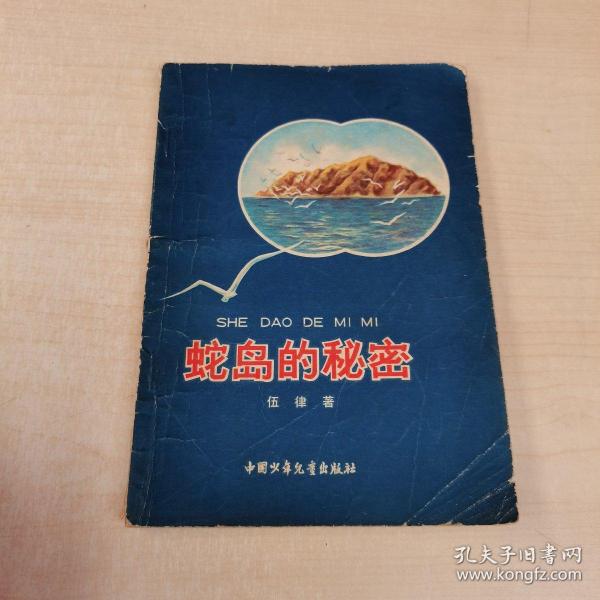 SHE DAO DE MI MI
蛇岛的秘密
伍律著
中国少年儿童出版社
孔夫子旧书网
www.kongfz.com